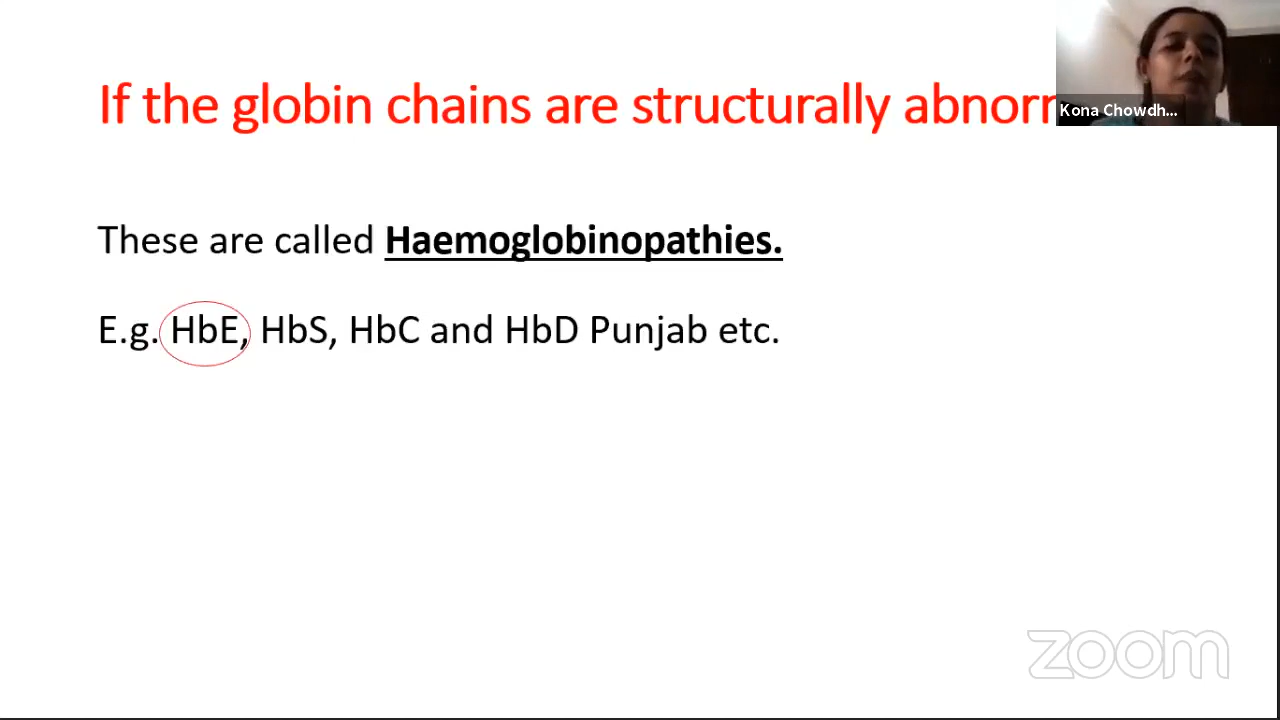 If the globin chains are structurally abnorr
Kona Chowdh...
These are called Haemoglobinopathies.
E.g. HbE, HbS, HbC and HbD Punjab etc.
zoom